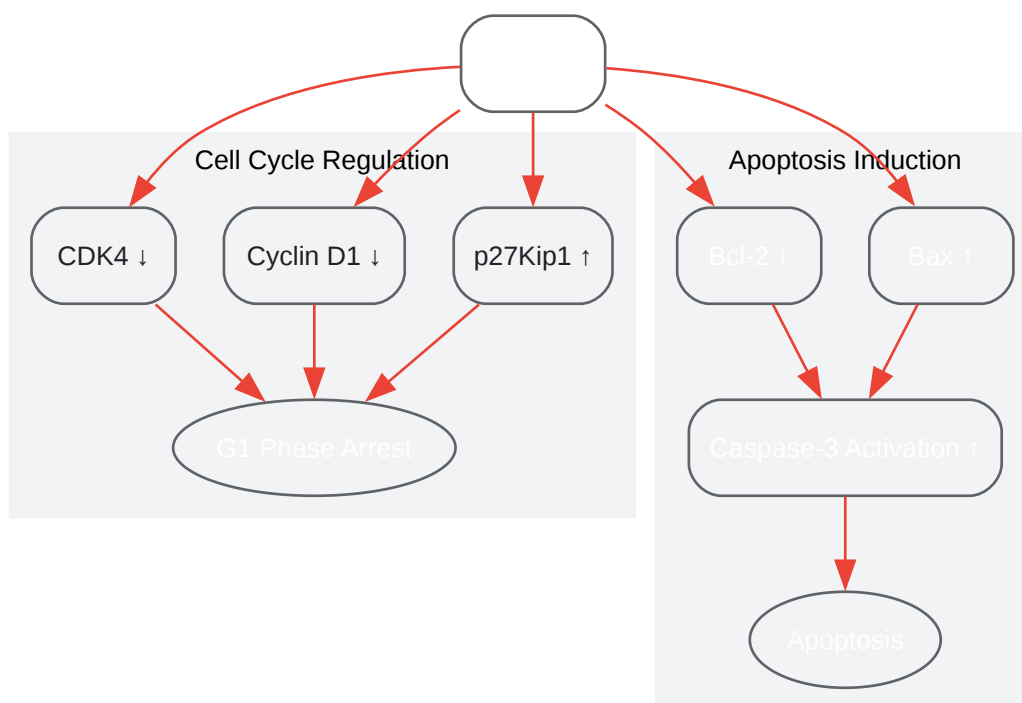 Cell Cycle Regulation
Apoptosis Induction
CDK4 ↓
Cyclin D1 ↓
p27Kip1 ↑
Bcl-2 ↓
Bax ↑
G1 Phase Arrest
Caspase-3 Activation ↑
Apoptosis